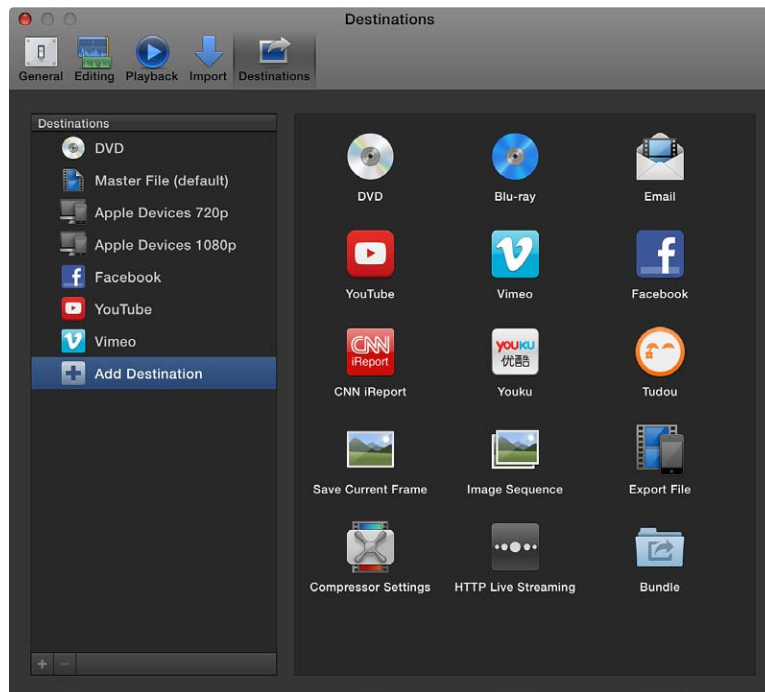 Destinations
General Editing Playback Import Destinations
Destinations
DVD
Master File (default)
Apple Devices 720p
Apple Devices 1080p
Facebook
YouTube
Vimeo
Add Destination
DVD Blu-ray Email
YouTube Vimeo Facebook
CNN
iReport
YOUKU
优酷
CNN iReport Youku Tudou
Save Current Frame Image Sequence Export File
Compressor Settings HTTP Live Streaming Bundle